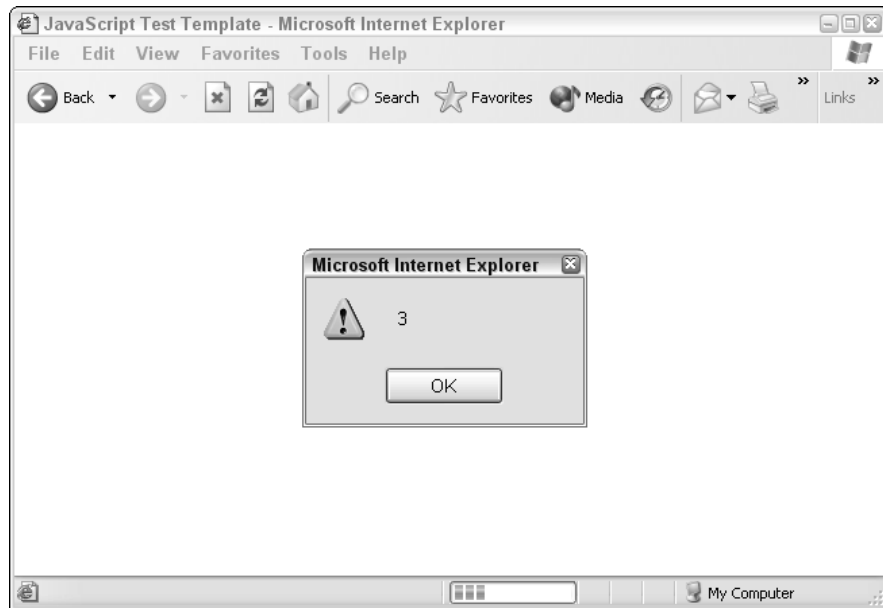 JavaScript Test Template - Microsoft Internet Explorer
File Edit View Favorites Tools Help
Back Search Favorites Media » Links »
Microsoft Internet Explorer
3
OK
My Computer